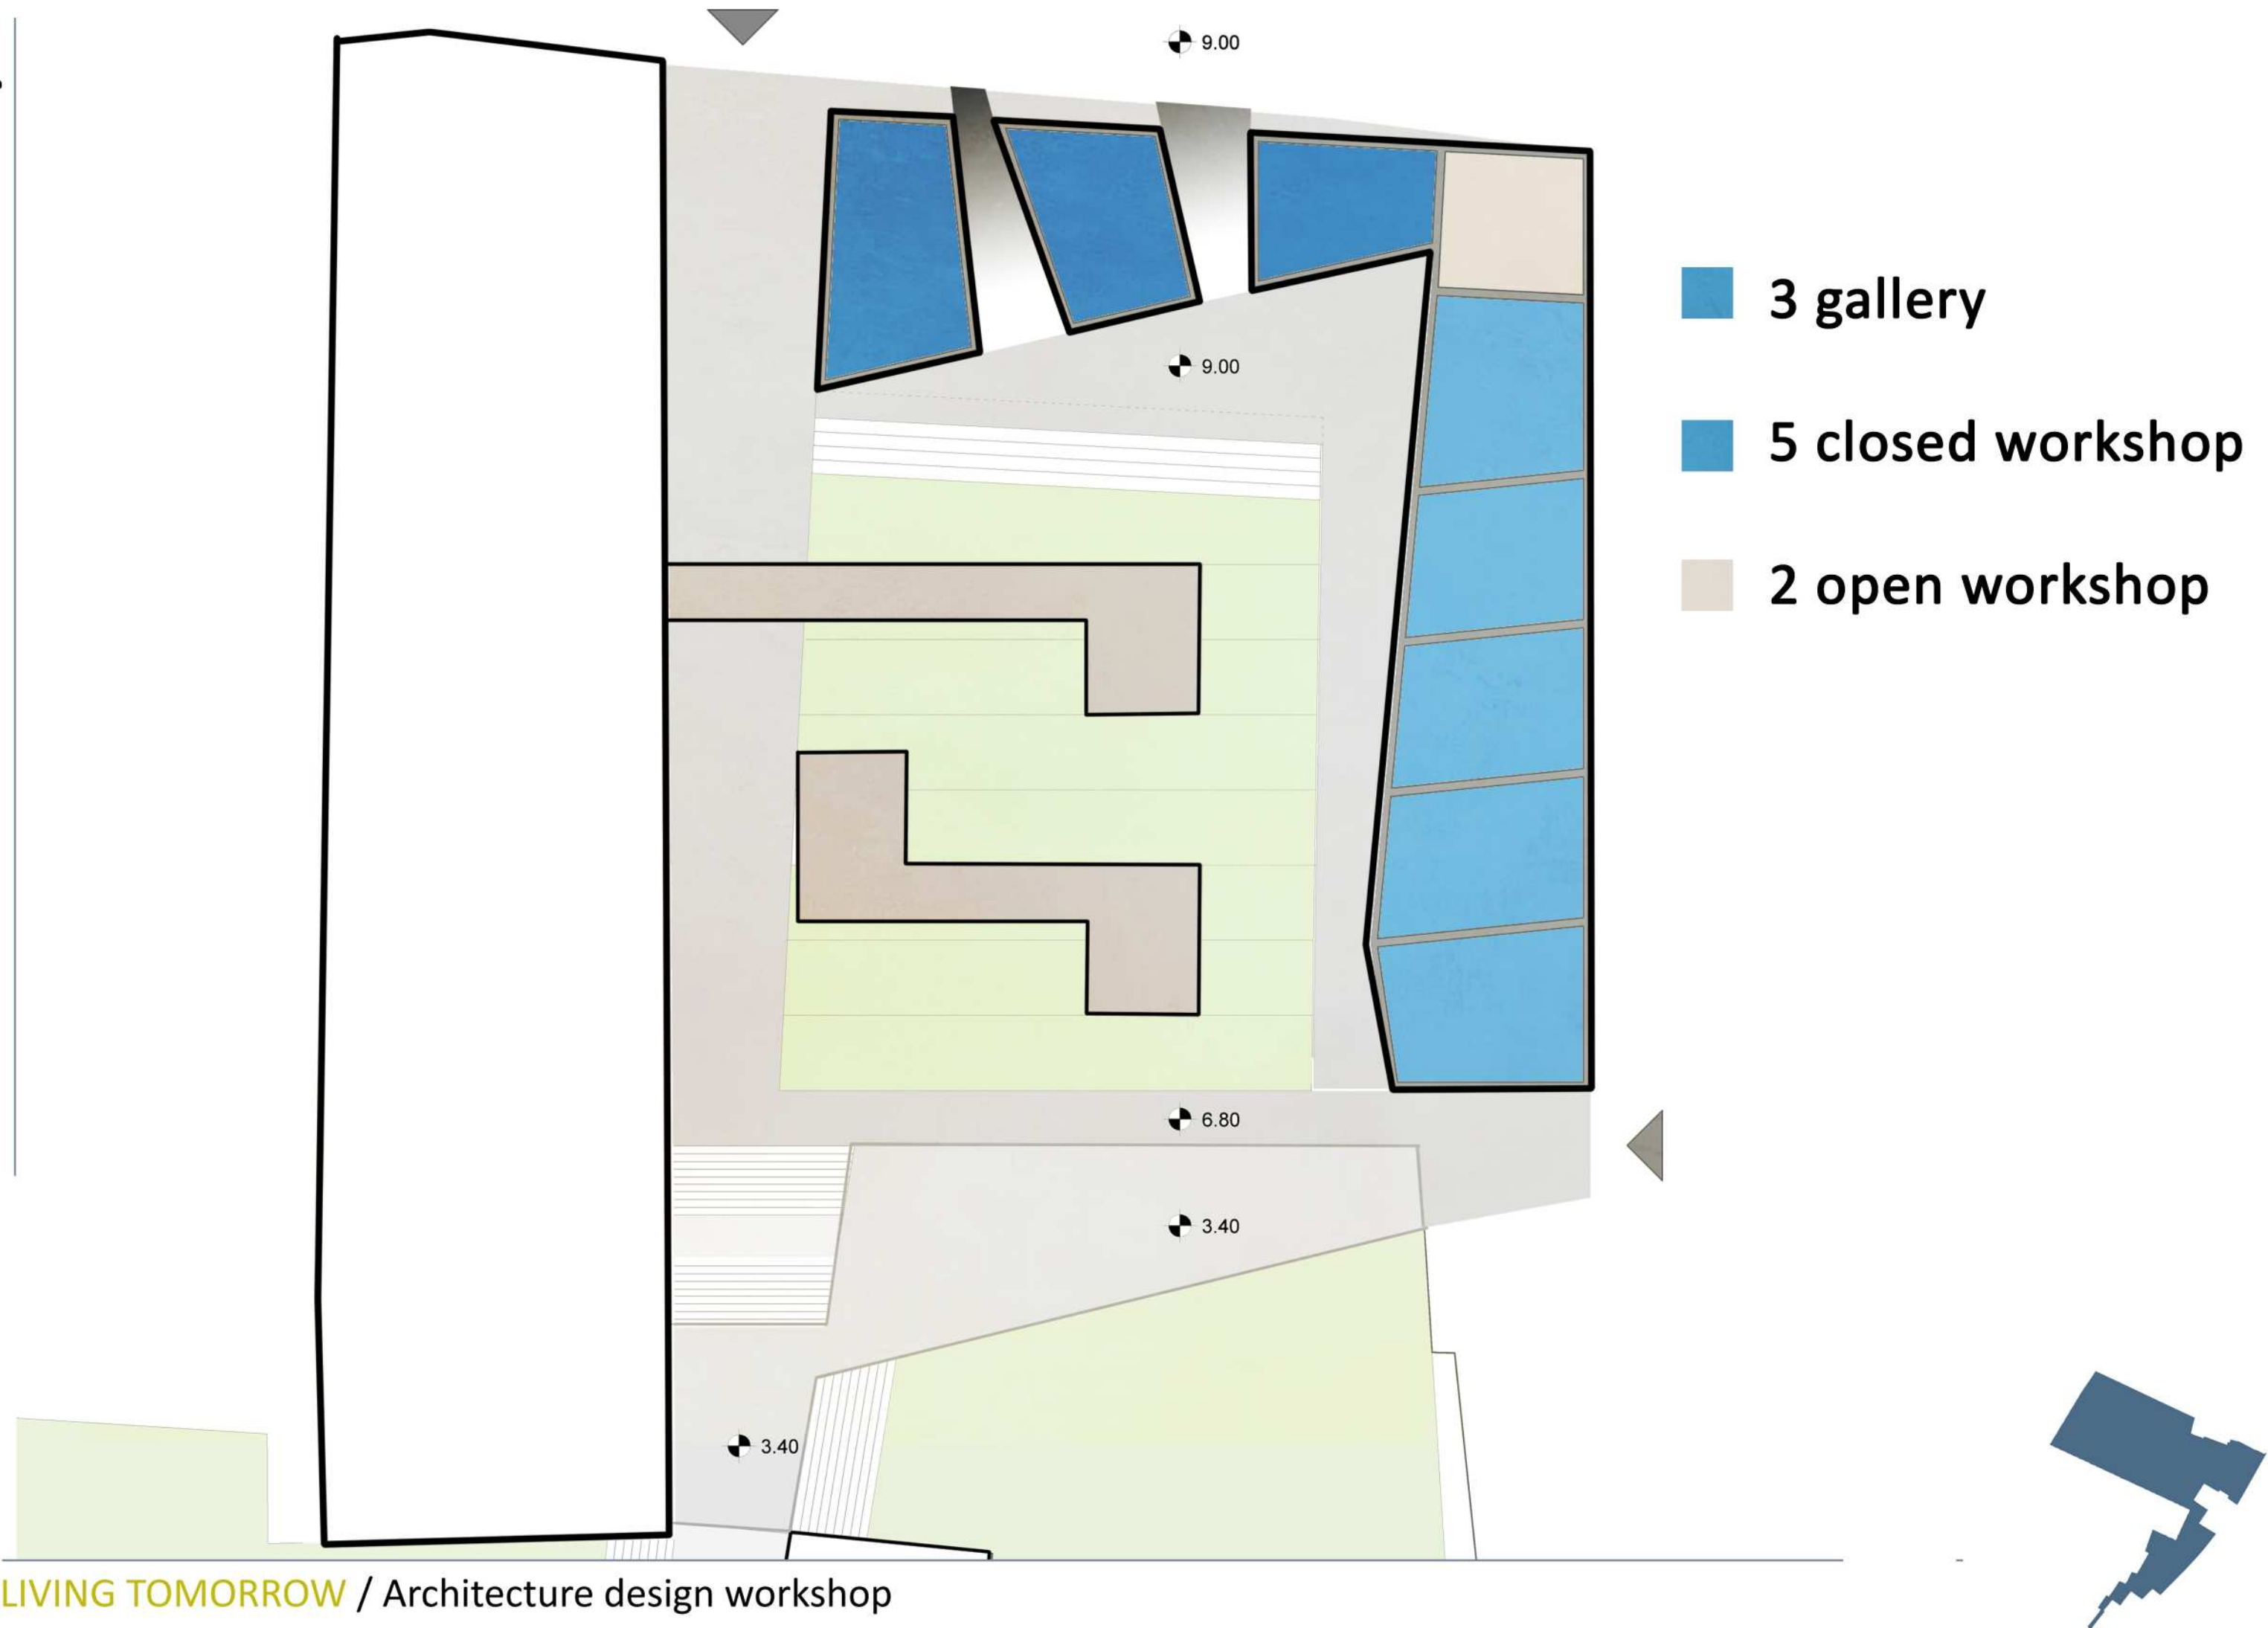 9.00
3 gallery
9.00
5 closed workshop
2 open workshop
6.80
3.40
3.40
LIVING TOMORROW / Architecture design workshop